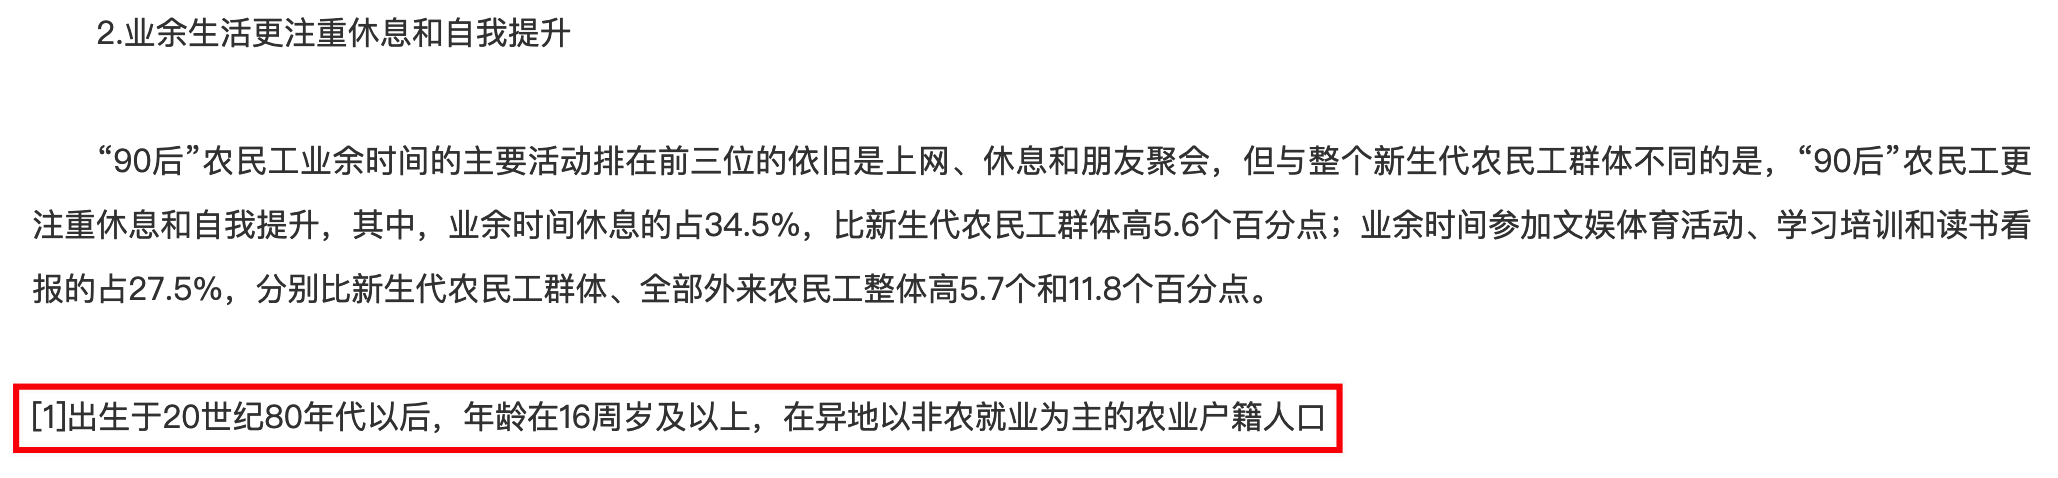 2.业余生活更注重休息和自我提升
“90后”农民工业余时间的主要活动排在前三位的依旧是上网、休息和朋友聚会，但与整个新生代农民工群体不同的是，“90后”农民工更
注重休息和自我提升，其中，业余时间休息的占34.5%，比新生代农民工群体高5.6个百分点；业余时间参加文娱体育活动、学习培训和读书看
报的占27.5%，分别比新生代农民工群体、全部外来农民工整体高5.7个和11.8个百分点。
[1]出生于20世纪80年代以后，年龄在16周岁及以上，在异地以非农就业为主的农业户籍人口